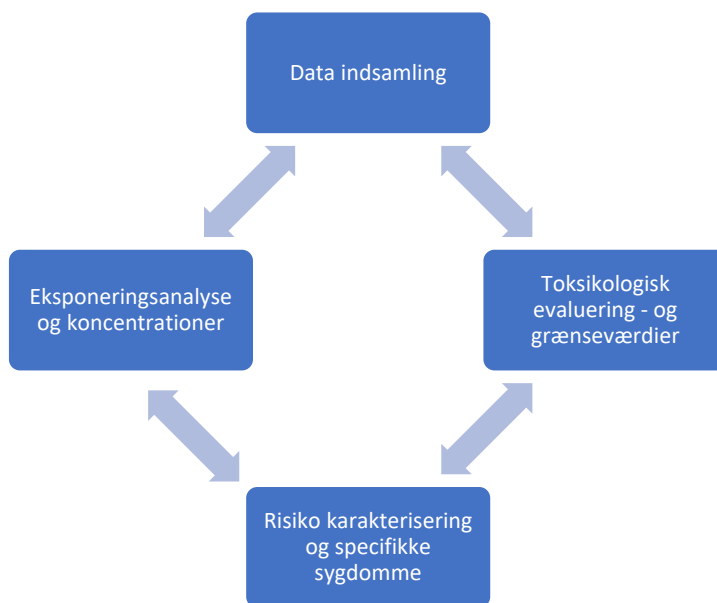 Data indsamling
Eksponeringsanalyse
og koncentrationer
Toksikologisk
evaluering - og
grænseværdier
Risiko karakterisering
og specifikke
sygdomme